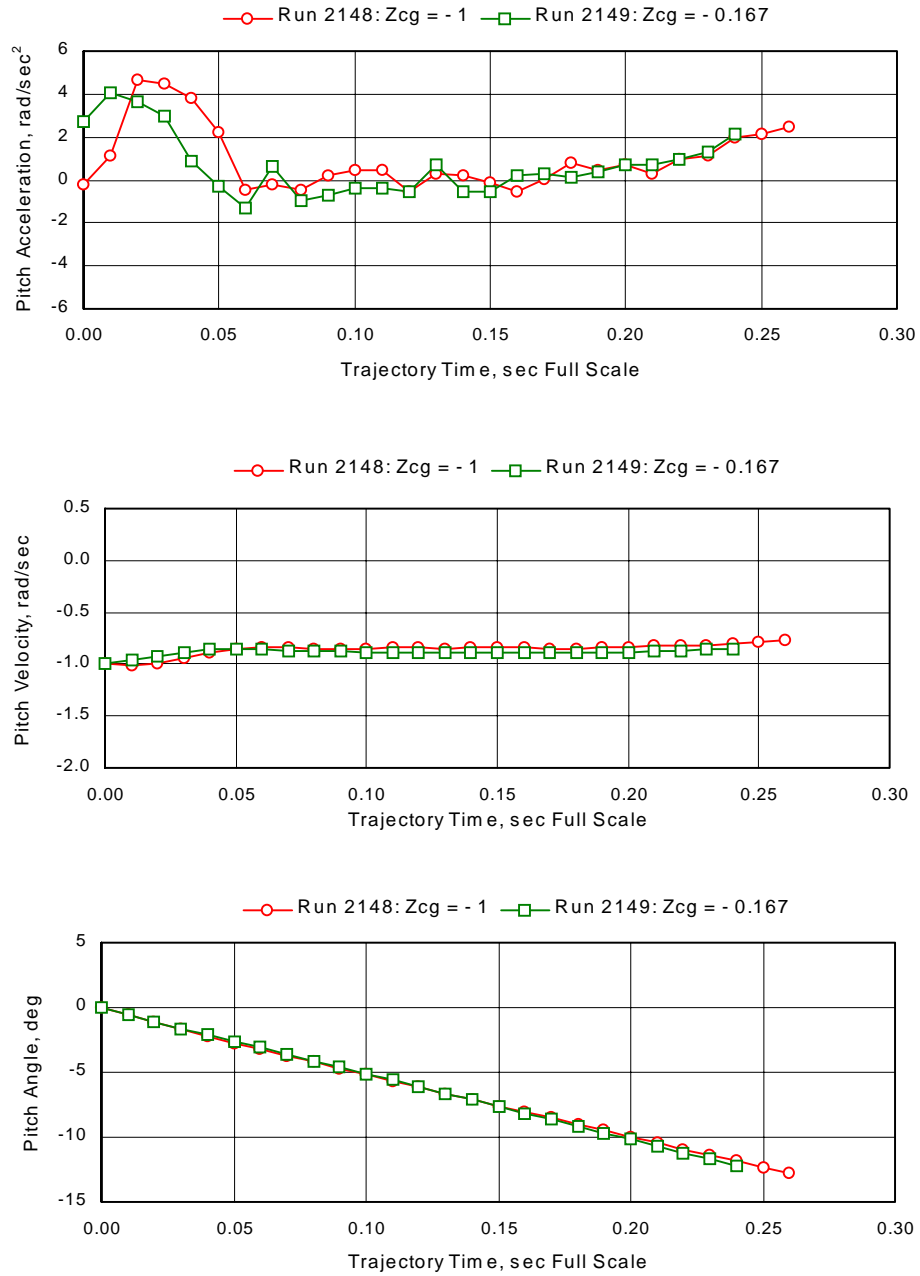 Run 2148: Zcg = - 1 Run 2149: Zcg = - 0.167
Pitch Acceleration, rad/sec²
6
4
2
0
-2
-4
-6
0.00 0.05 0.10 0.15 0.20 0.25 0.30
Trajectory Time, sec Full Scale
Run 2148: Zcg = - 1 Run 2149: Zcg = - 0.167
Pitch Velocity, rad/sec
0.5
0.0
-0.5
-1.0
-1.5
-2.0
0.00 0.05 0.10 0.15 0.20 0.25 0.30
Trajectory Time, sec Full Scale
Run 2148: Zcg = - 1 Run 2149: Zcg = - 0.167
Pitch Angle, deg
5
0
-5
-10
-15
0.00 0.05 0.10 0.15 0.20 0.25 0.30
Trajectory Time, sec Full Scale